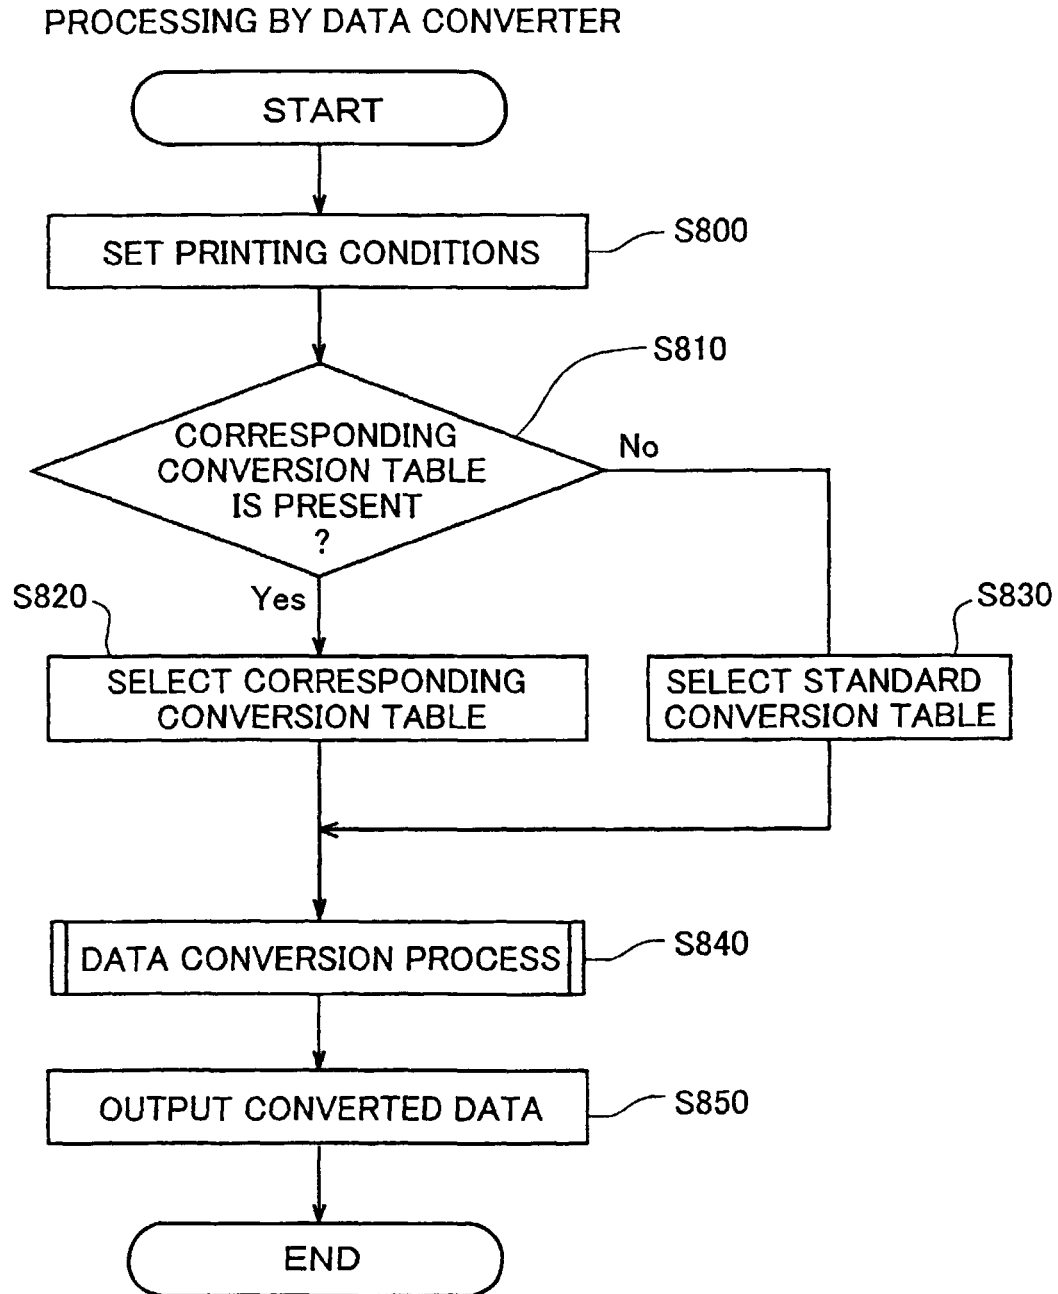 PROCESSING BY DATA CONVERTER
START
SET PRINTING CONDITIONS
S800
S810
CORRESPONDING
CONVERSION TABLE
IS PRESENT
?
No
Yes
S820
S830
SELECT CORRESPONDING
CONVERSION TABLE
SELECT STANDARD
CONVERSION TABLE
DATA CONVERSION PROCESS
S840
OUTPUT CONVERTED DATA
S850
END